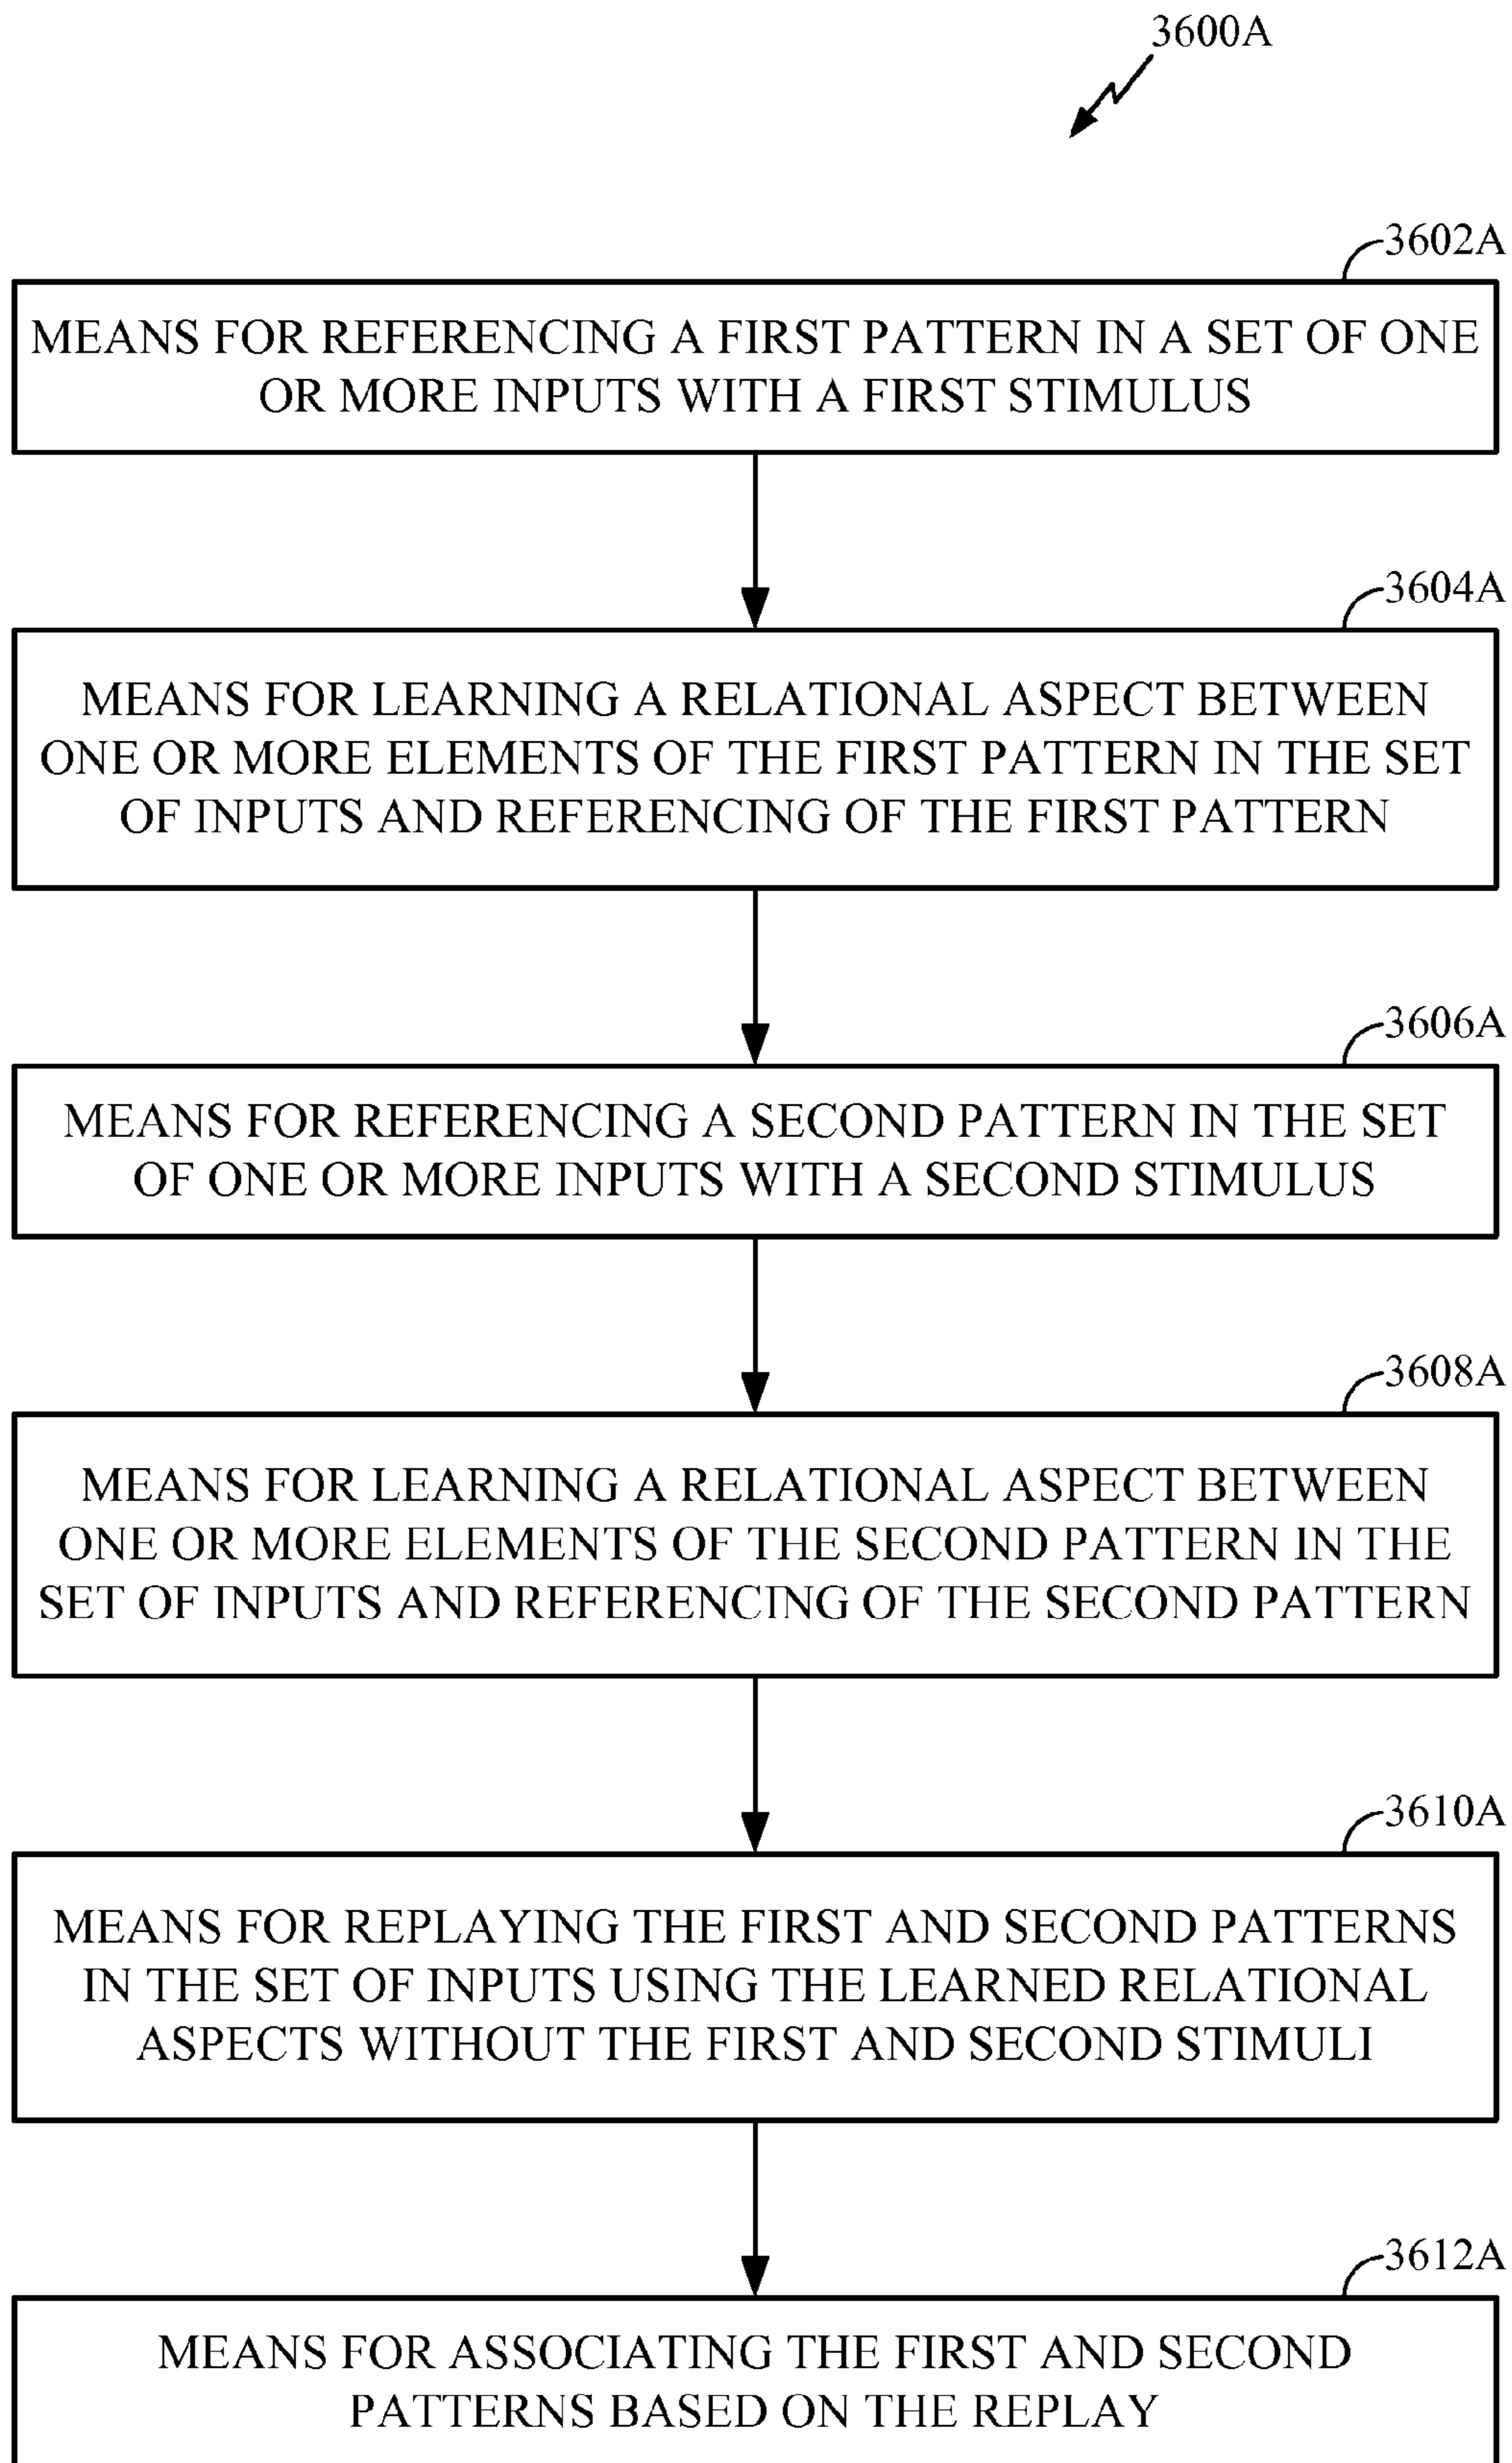 3600A
3602A
MEANS FOR REFERENCING A FIRST PATTERN IN A SET OF ONE
OR MORE INPUTS WITH A FIRST STIMULUS
3604A
MEANS FOR LEARNING A RELATIONAL ASPECT BETWEEN
ONE OR MORE ELEMENTS OF THE FIRST PATTERN IN THE SET
OF INPUTS AND REFERENCING OF THE FIRST PATTERN
3606A
MEANS FOR REFERENCING A SECOND PATTERN IN THE SET
OF ONE OR MORE INPUTS WITH A SECOND STIMULUS
3608A
MEANS FOR LEARNING A RELATIONAL ASPECT BETWEEN
ONE OR MORE ELEMENTS OF THE SECOND PATTERN IN THE
SET OF INPUTS AND REFERENCING OF THE SECOND PATTERN
3610A
MEANS FOR REPLAYING THE FIRST AND SECOND PATTERNS
IN THE SET OF INPUTS USING THE LEARNED RELATIONAL
ASPECTS WITHOUT THE FIRST AND SECOND STIMULI
3612A
MEANS FOR ASSOCIATING THE FIRST AND SECOND
PATTERNS BASED ON THE REPLAY